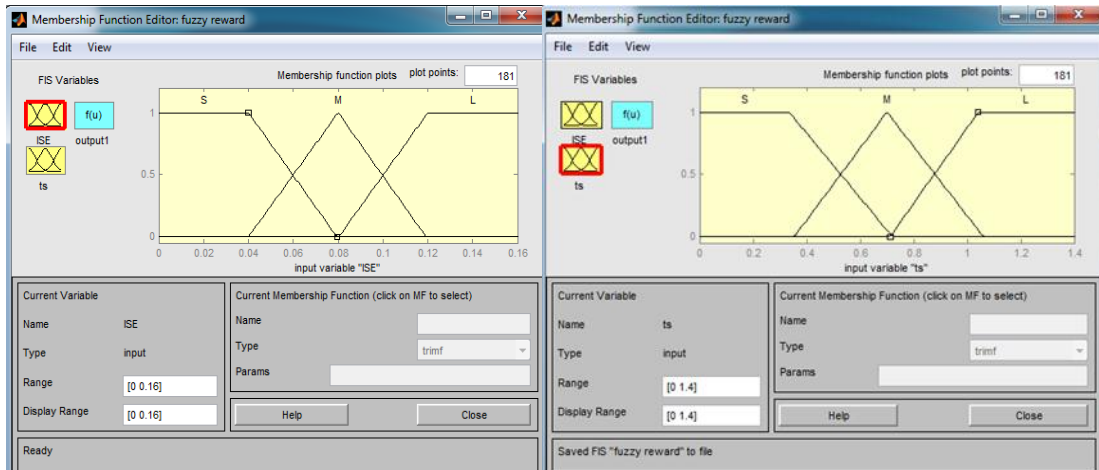 Membership Function Editor: fuzzy reward
File Edit View
FIS Variables
Membership function plots plot points: 181
ISE
f(u)
output1
ts
S M L
1
0.5
0
0 0.02 0.04 0.06 0.08 0.1 0.12 0.14 0.16
input variable "ISE"
Current Variable
Name ISE
Type input
Range [0 0.16]
Display Range [0 0.16]
Current Membership Function (click on MF to select)
Name
Type trimf
Params
Help Close
Ready
Membership Function Editor: fuzzy reward
File Edit View
FIS Variables
Membership function plots plot points: 181
ISE
f(u)
output1
ts
S M L
1
0.5
0
0 0.2 0.4 0.6 0.8 1 1.2 1.4
input variable "ts"
Current Variable
Name ts
Type input
Range [0 1.4]
Display Range [0 1.4]
Current Membership Function (click on MF to select)
Name
Type trimf
Params
Help Close
Saved FIS "fuzzy reward" to file